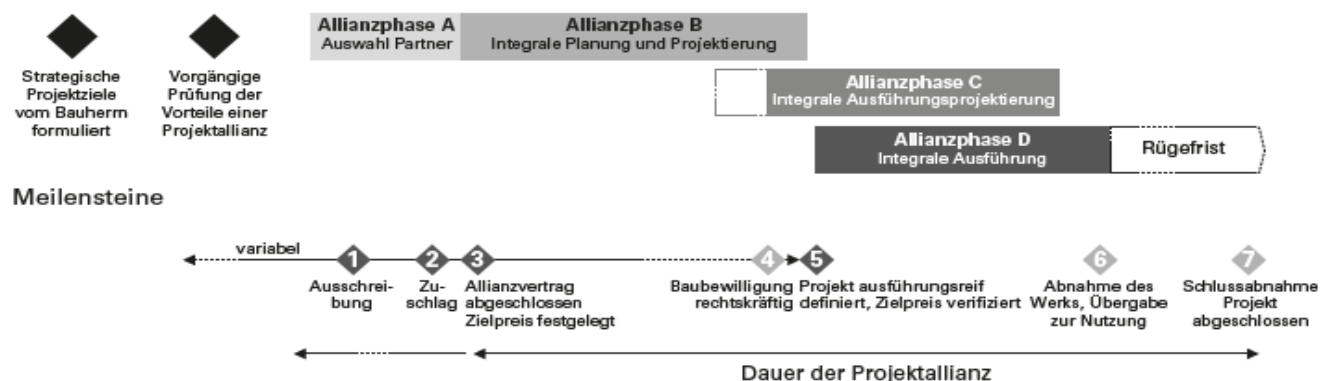 Allianzphase A
Auswahl Partner
Allianzphase B
Integrale Planung und Projektierung
Strategische
Projektziele
vom Bauherrn
formuliert
Vorgängige
Prüfung der
Vorteile einer
Projektallianz
Allianzphase C
Integrale Ausführungsprojektierung
Allianzphase D
Integrale Ausführung
Rügefrist
Meilensteine
variabel
1
2
3
4
5
6
7
Ausschrei-
bung
Zu-
schlag
Allianzvertrag
abgeschlossen
Zielpreis festgelegt
Baubewilligung
rechtskräftig
Projekt ausführungsreif
definiert, Zielpreis verifiziert
Abnahme des
Werks, Übergabe
zur Nutzung
Schlussabnahme
Projekt
abgeschlossen
Dauer der Projektallianz